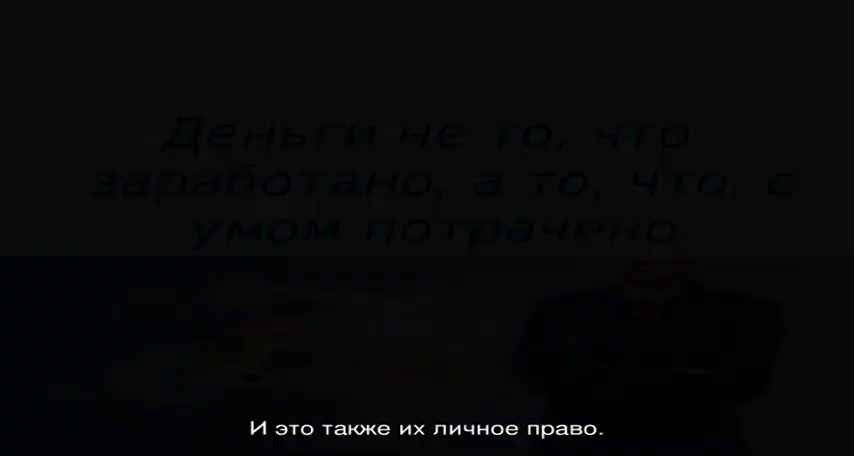 Деньги не то, что
заработано, а то, что, с
умом потрачено
И это также их личное право.